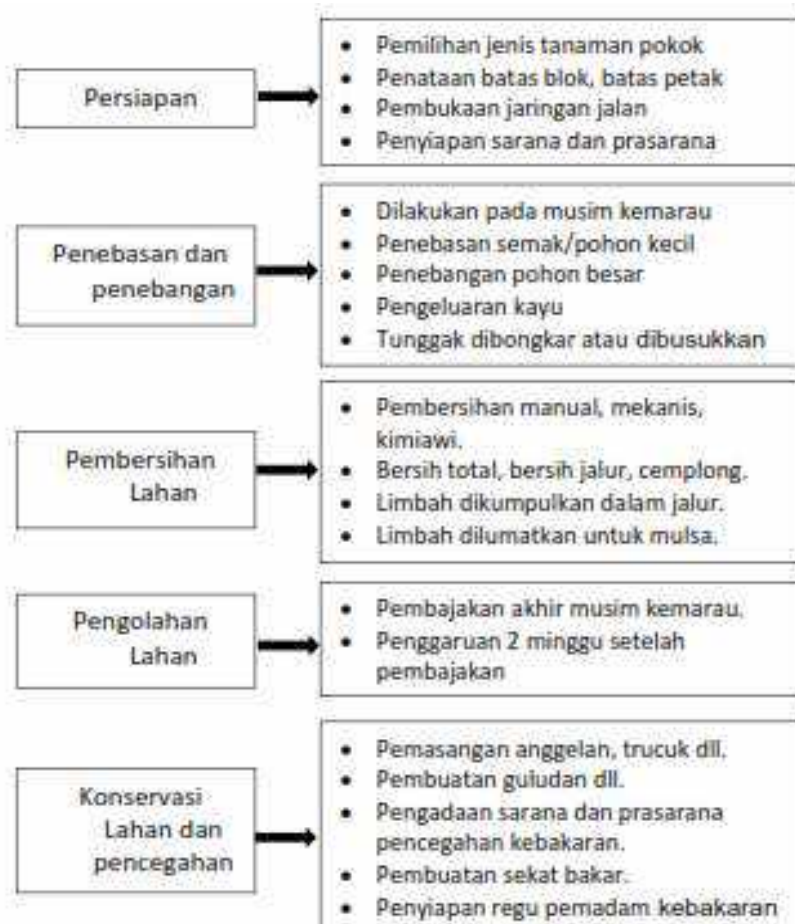 Persiapan
• Pemilihan jenis tanaman pokok
• Penataan batas blok, batas petak
• Pembukaan jaringan jalan
• Penyiapan sarana dan prasarana
Penebasan dan
penebangan
• Dilakukan pada musim kemarau
• Penebasan semak/pohon kecil
• Penebangan pohon besar
• Pengeluaran kayu
• Tunggak dibongkar atau dibusukkan
Pembersihan
Lahan
• Pembersihan manual, mekanis,
kimiawi.
• Bersih total, bersih jalur, cemplong.
• Limbah dikumpulkan dalam jalur.
• Limbah dilumatkan untuk mulsa.
Pengolahan
Lahan
• Pembajakan akhir musim kemarau.
• Penggaruan 2 minggu setelah
pembajakan
Konservasi
Lahan dan
pencegahan
• Pemasangan anggelan, trucuk dll.
• Pembuatan guludan dll.
• Pengadaan sarana dan prasarana
pencegahan kebakaran.
• Pembuatan sekat bakar.
• Penyiapan regu pemadam kebakaran